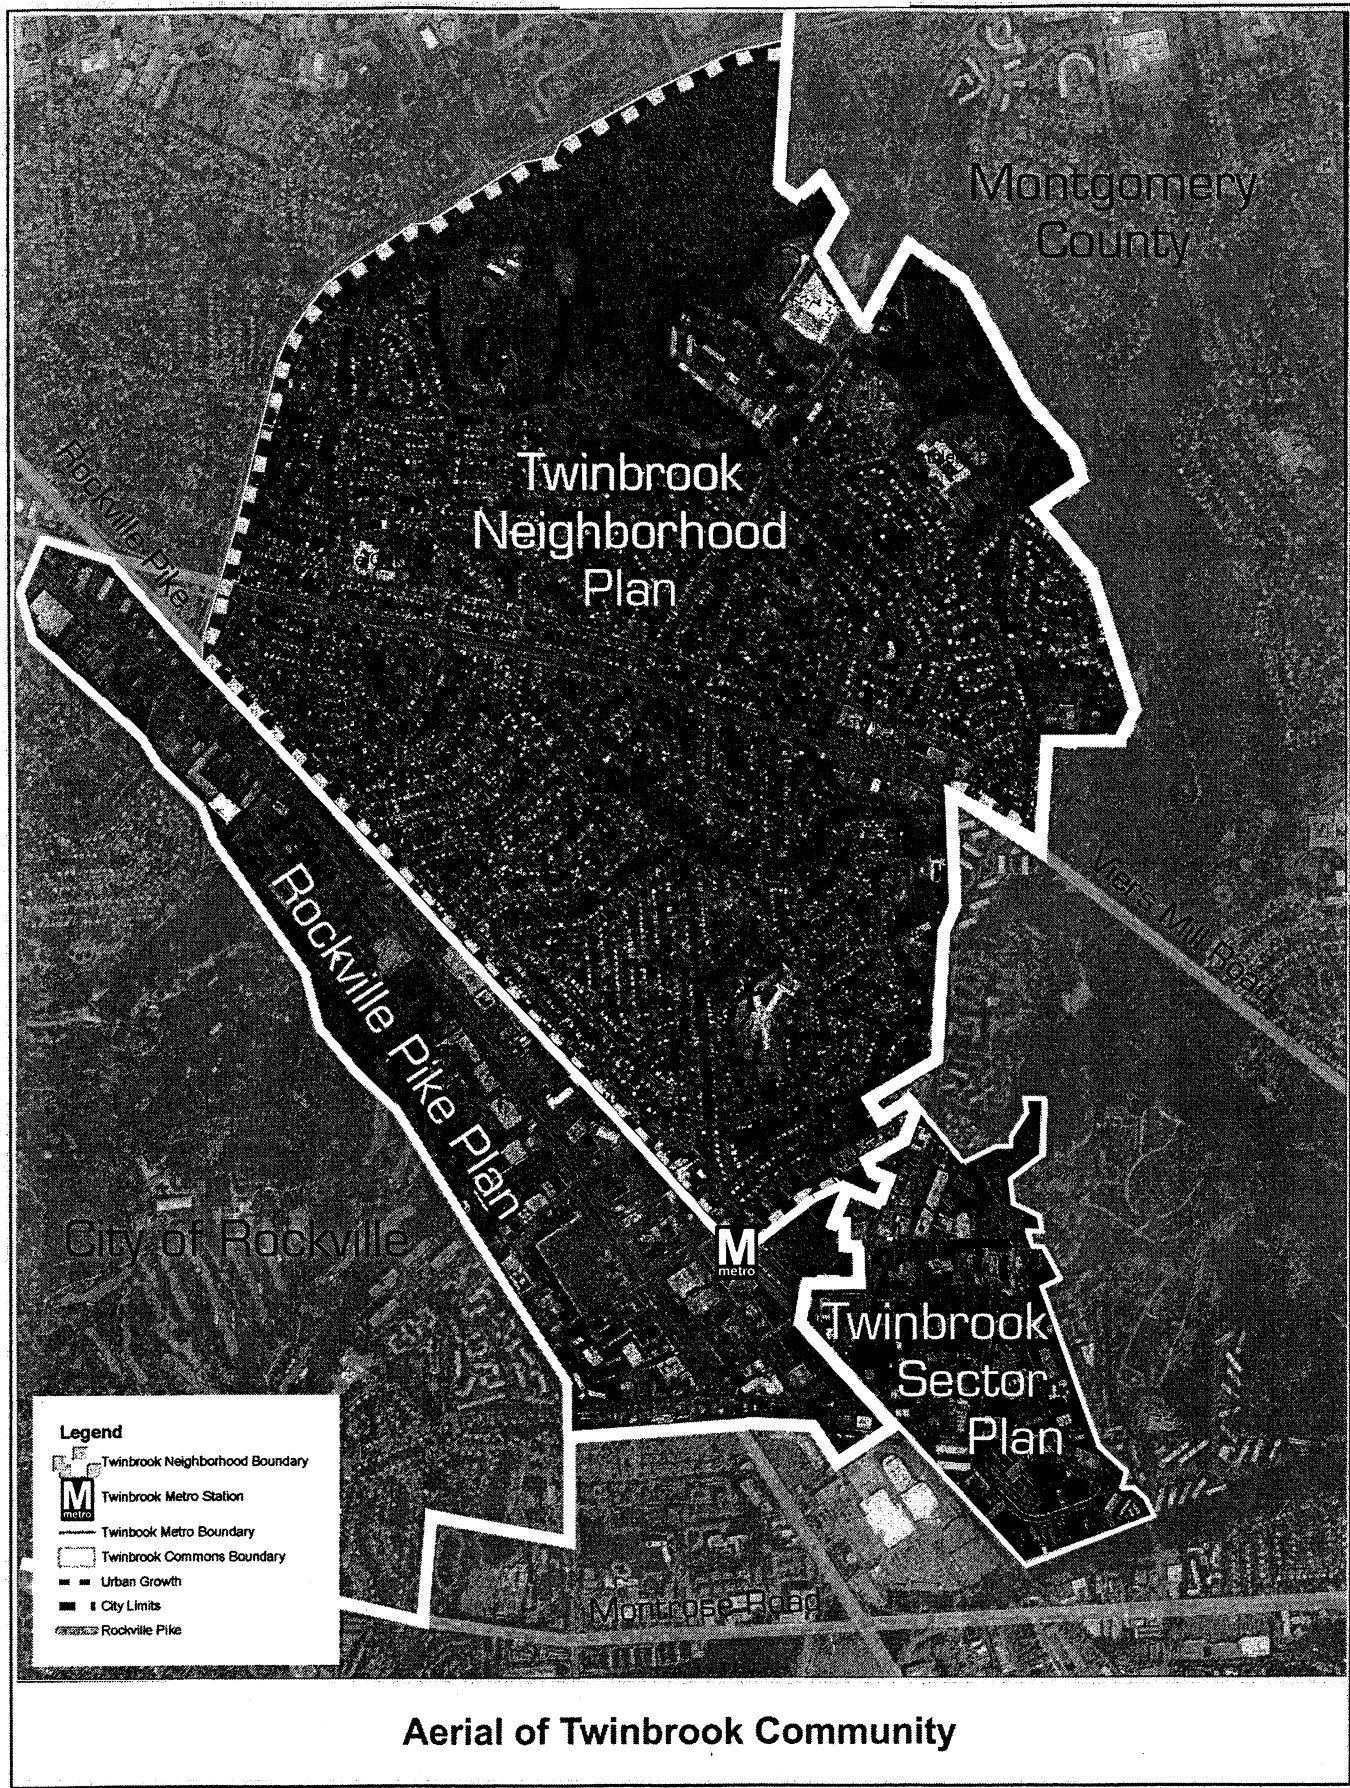 Montgomery
County
Rockville Pike
Twinbrook
Neighborhood
Plan
Viers Mill Road
Rockville Pike Plan
City of Rockville
M
metro
Twinbrook
Sector
Plan
Montrose Road
Legend
Twinbrook Neighborhood Boundary
M
metro
Twinbrook Metro Station
Twinbook Metro Boundary
Twinbrook Commons Boundary
Urban Growth
City Limits
Rockville Pike
Aerial of Twinbrook Community